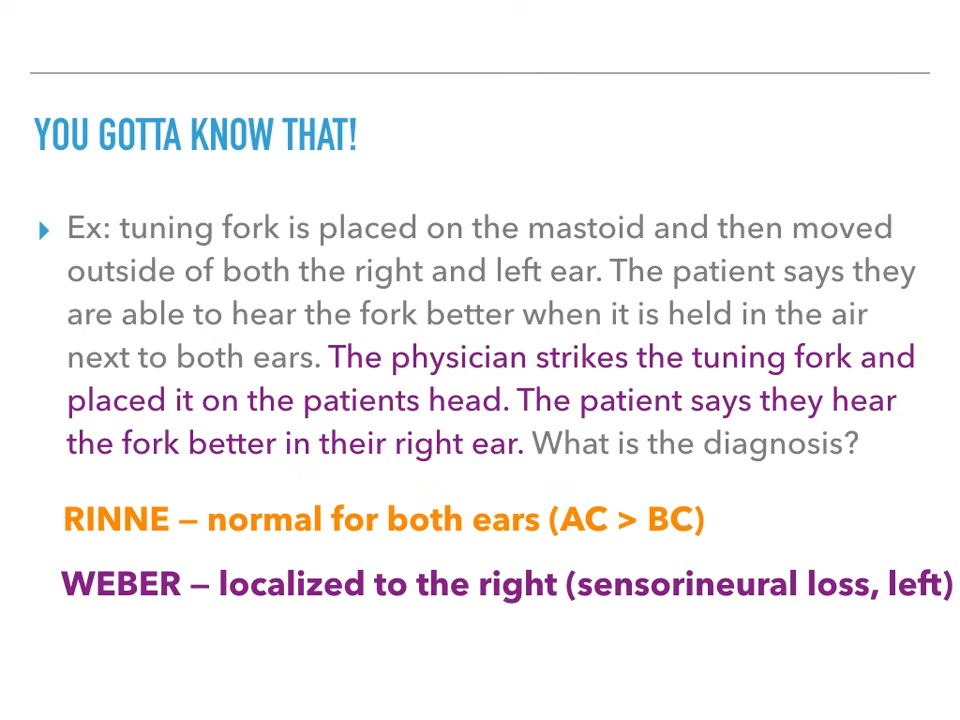 YOU GOTTA KNOW THAT!
Ex: tuning fork is placed on the mastoid and then moved
outside of both the right and left ear. The patient says they
are able to hear the fork better when it is held in the air
next to both ears. The physician strikes the tuning fork and
placed it on the patients head. The patient says they hear
the fork better in their right ear. What is the diagnosis?
RINNE – normal for both ears (AC > BC)
WEBER – localized to the right (sensorineural loss, left)